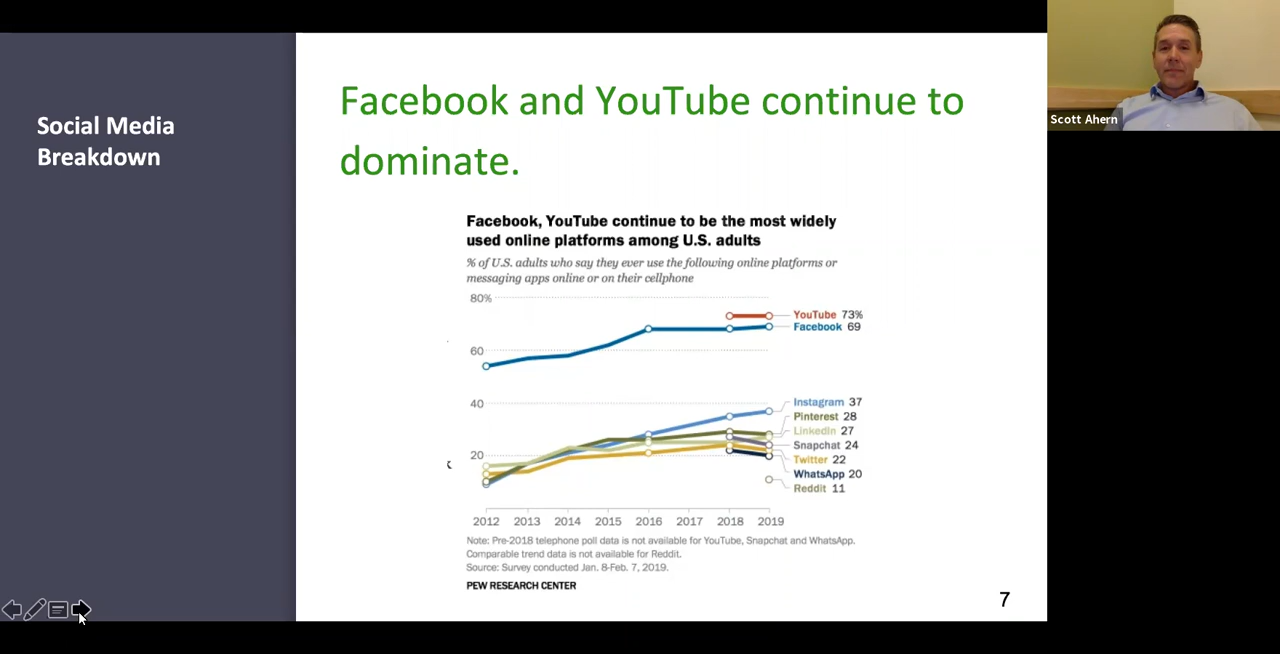 Social Media
Breakdown
Facebook and YouTube continue to
dominate.
Facebook, YouTube continue to be the most widely
used online platforms among U.S. adults
% of U.S. adults who say they ever use the following online platforms or
messaging apps online or on their cellphone
80%
60
40
20
YouTube 73%
Facebook 69
Instagram 37
Pinterest 28
LinkedIn 27
Snapchat 24
Twitter 22
WhatsApp 20
Reddit 11
2012 2013 2014 2015 2016 2017 2018 2019
Note: Pre-2018 telephone poll data is not available for YouTube, Snapchat and WhatsApp.
Comparable trend data is not available for Reddit.
Source: Survey conducted Jan. 8-Feb. 7, 2019.
PEW RESEARCH CENTER
7
Scott Ahern